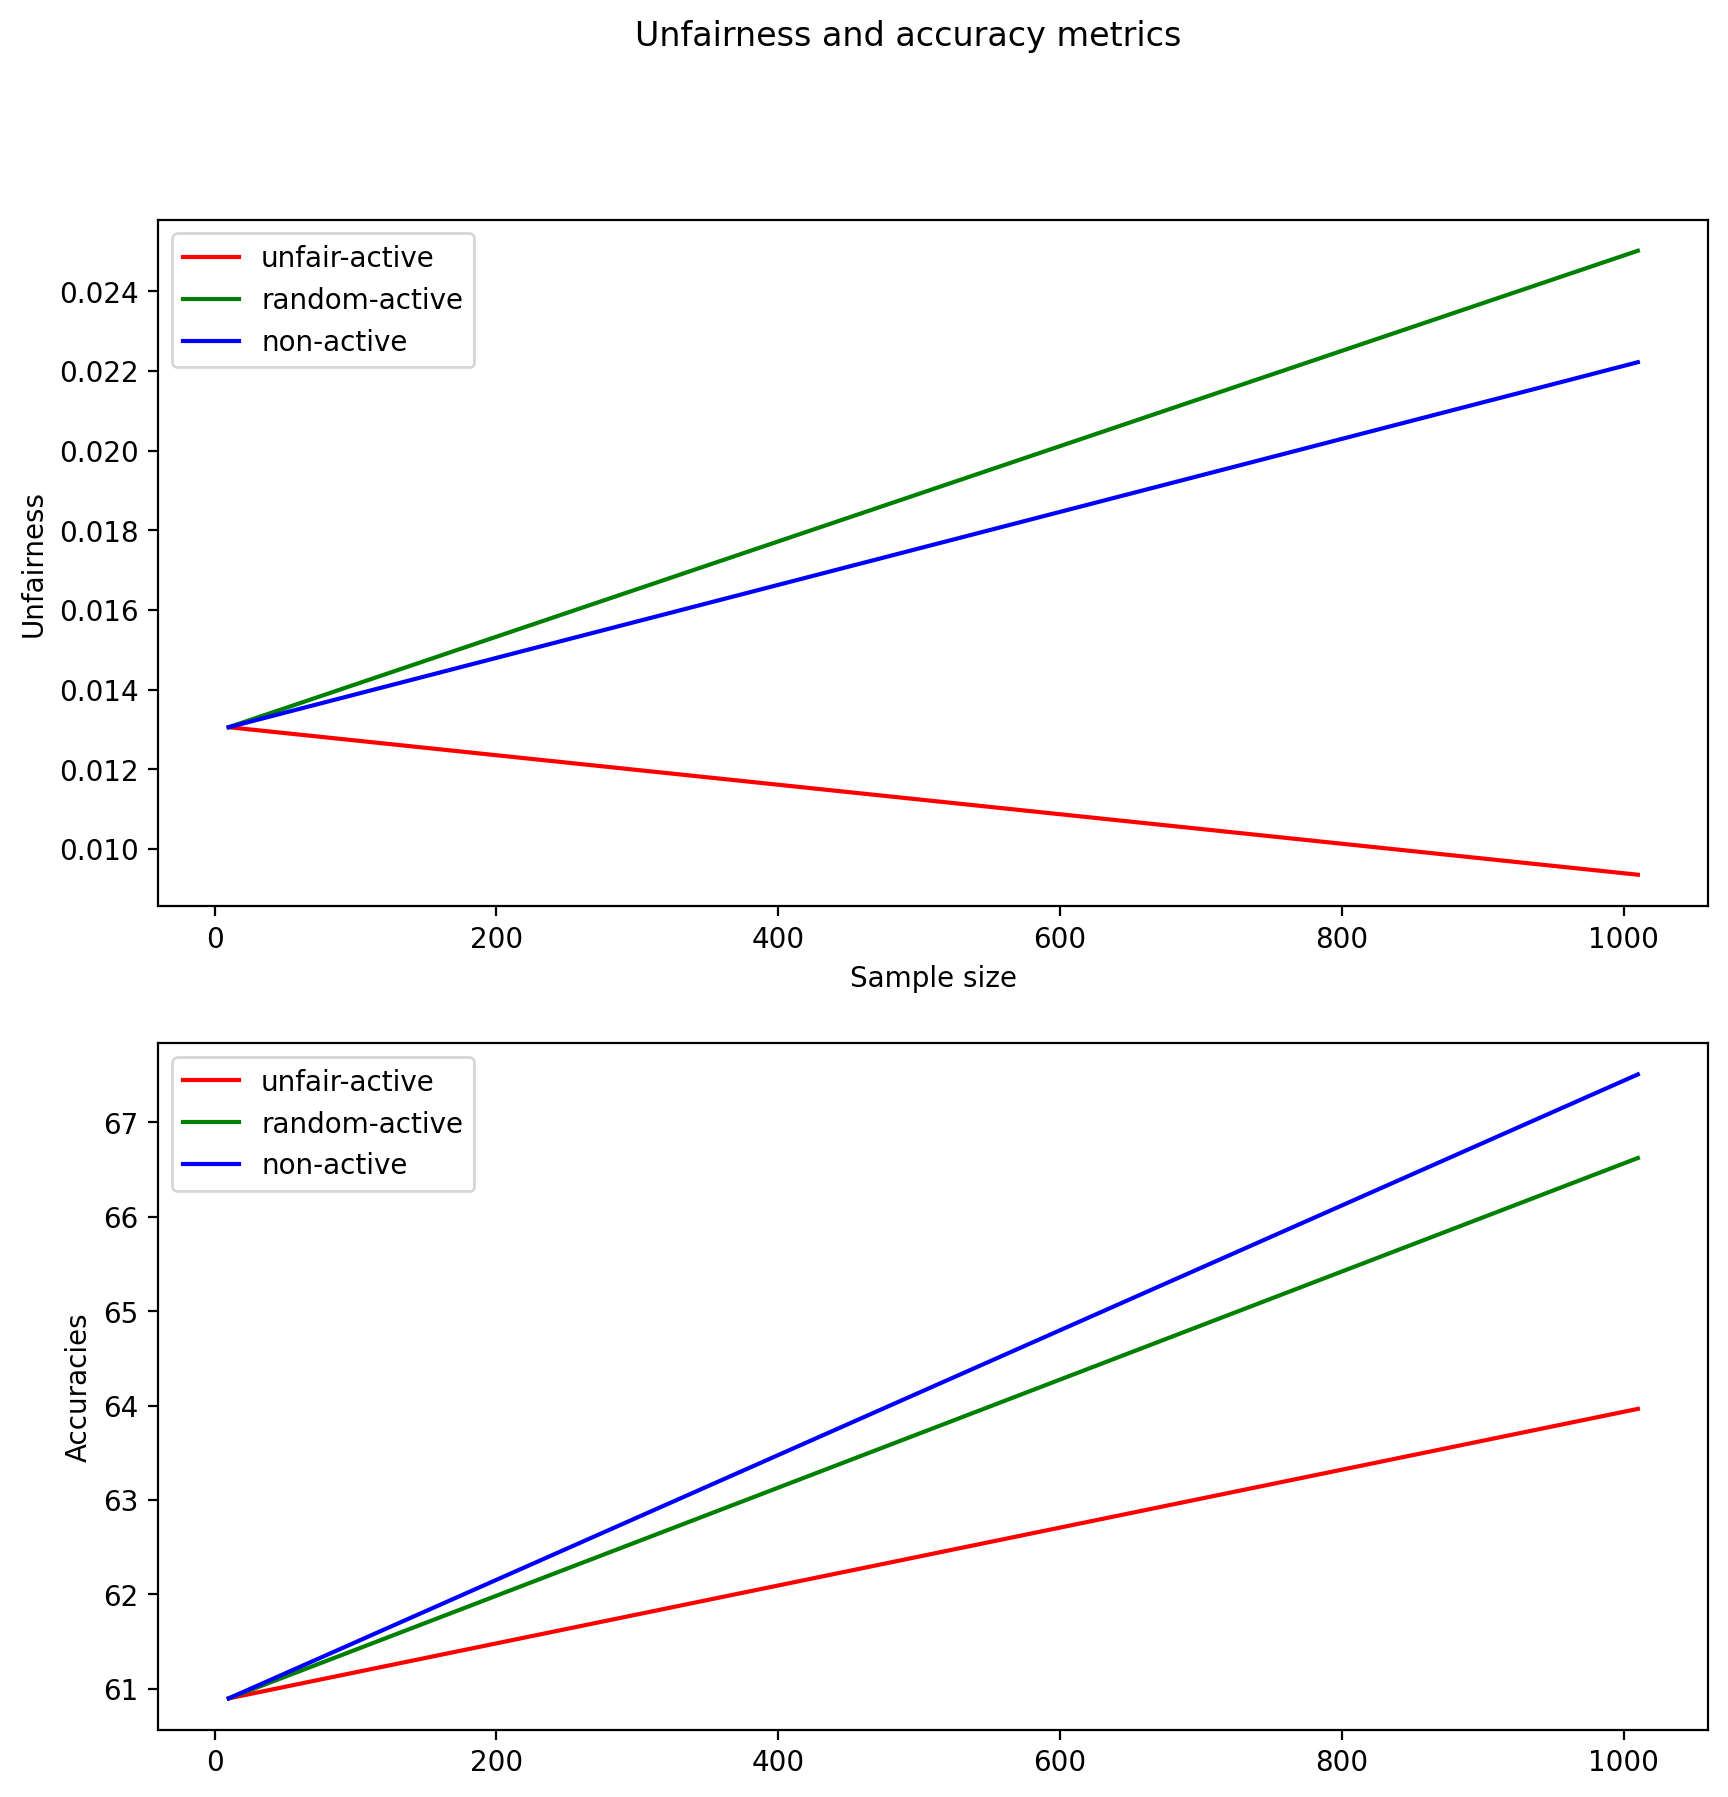 Unfairness and accuracy metrics
unfair-active
random-active
non-active
0.024
0.022
0.020
0.018
0.016
0.014
0.012
0.010
Unfairness
0 200 400 600 800 1000
Sample size
unfair-active
random-active
non-active
67
66
65
64
63
62
61
Accuracies
0 200 400 600 800 1000